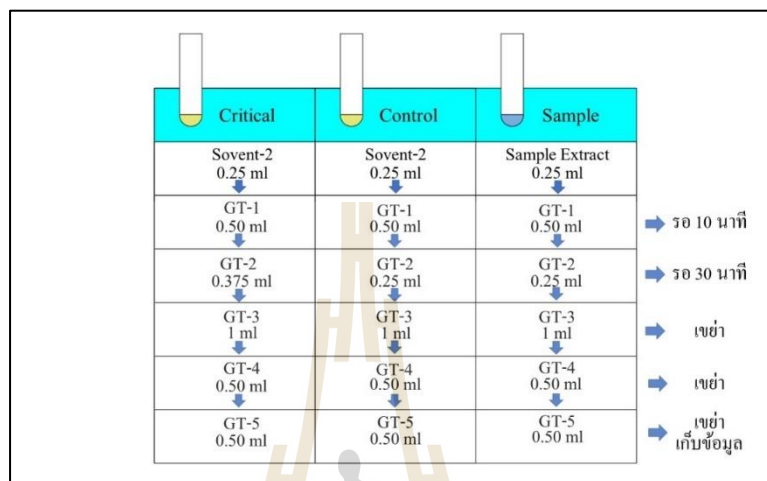 Critical Control Sample
Sovent-2 Sovent-2 Sample Extract
0.25 ml 0.25 ml 0.25 ml
GT-1 GT-1 GT-1
0.50 ml 0.50 ml 0.50 ml รอ 10 นาที
GT-2 GT-2 GT-2
0.375 ml 0.25 ml 0.25 ml รอ 30 นาที
GT-3 GT-3 GT-3
1 ml 1 ml 1 ml เขย่า
GT-4 GT-4 GT-4
0.50 ml 0.50 ml 0.50 ml เขย่า
GT-5 GT-5 GT-5 เขย่า
0.50 ml 0.50 ml 0.50 ml เก็บข้อมูล